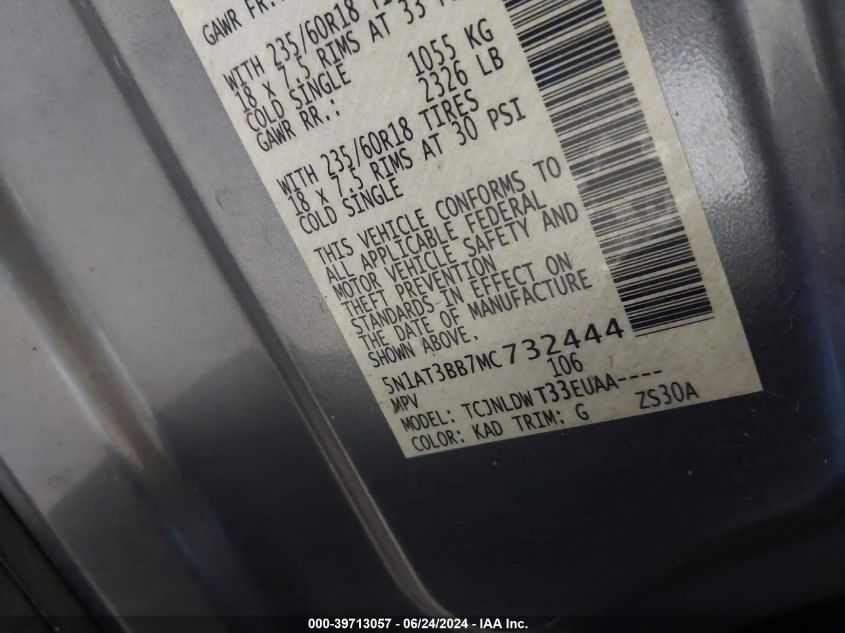 GAWR FR.:
WITH 235/60R18
18 X 7.5 RIMS AT 33
COLD SINGLE 1055 KG
GAWR RR.: 2326 LB
WITH 235/60R18 TIRES
18 X 7.5 RIMS AT 30 PSI
COLD SINGLE
THIS VEHICLE CONFORMS TO
ALL APPLICABLE FEDERAL
MOTOR VEHICLE SAFETY AND
THEFT PREVENTION
STANDARDS IN EFFECT ON
THE DATE OF MANUFACTURE
SHOWN ABOVE.
5N1AT3BB7MC732444
MPV 106
MODEL: TCJNLDWT33EUAA----
COLOR: KAD TRIM: G ZS30A
000-39713057 / 06/24/2024 - IAA Inc.